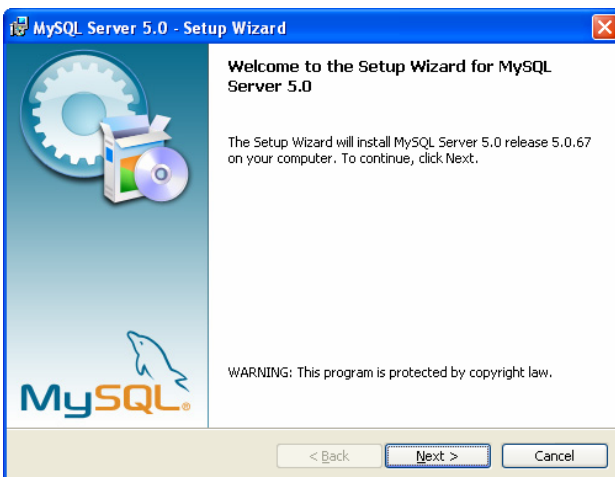 MySQL Server 5.0 - Setup Wizard
Welcome to the Setup Wizard for MySQL
Server 5.0
The Setup Wizard will install MySQL Server 5.0 release 5.0.67
on your computer. To continue, click Next.
WARNING: This program is protected by copyright law.
MySQL®
< Back
Next >
Cancel